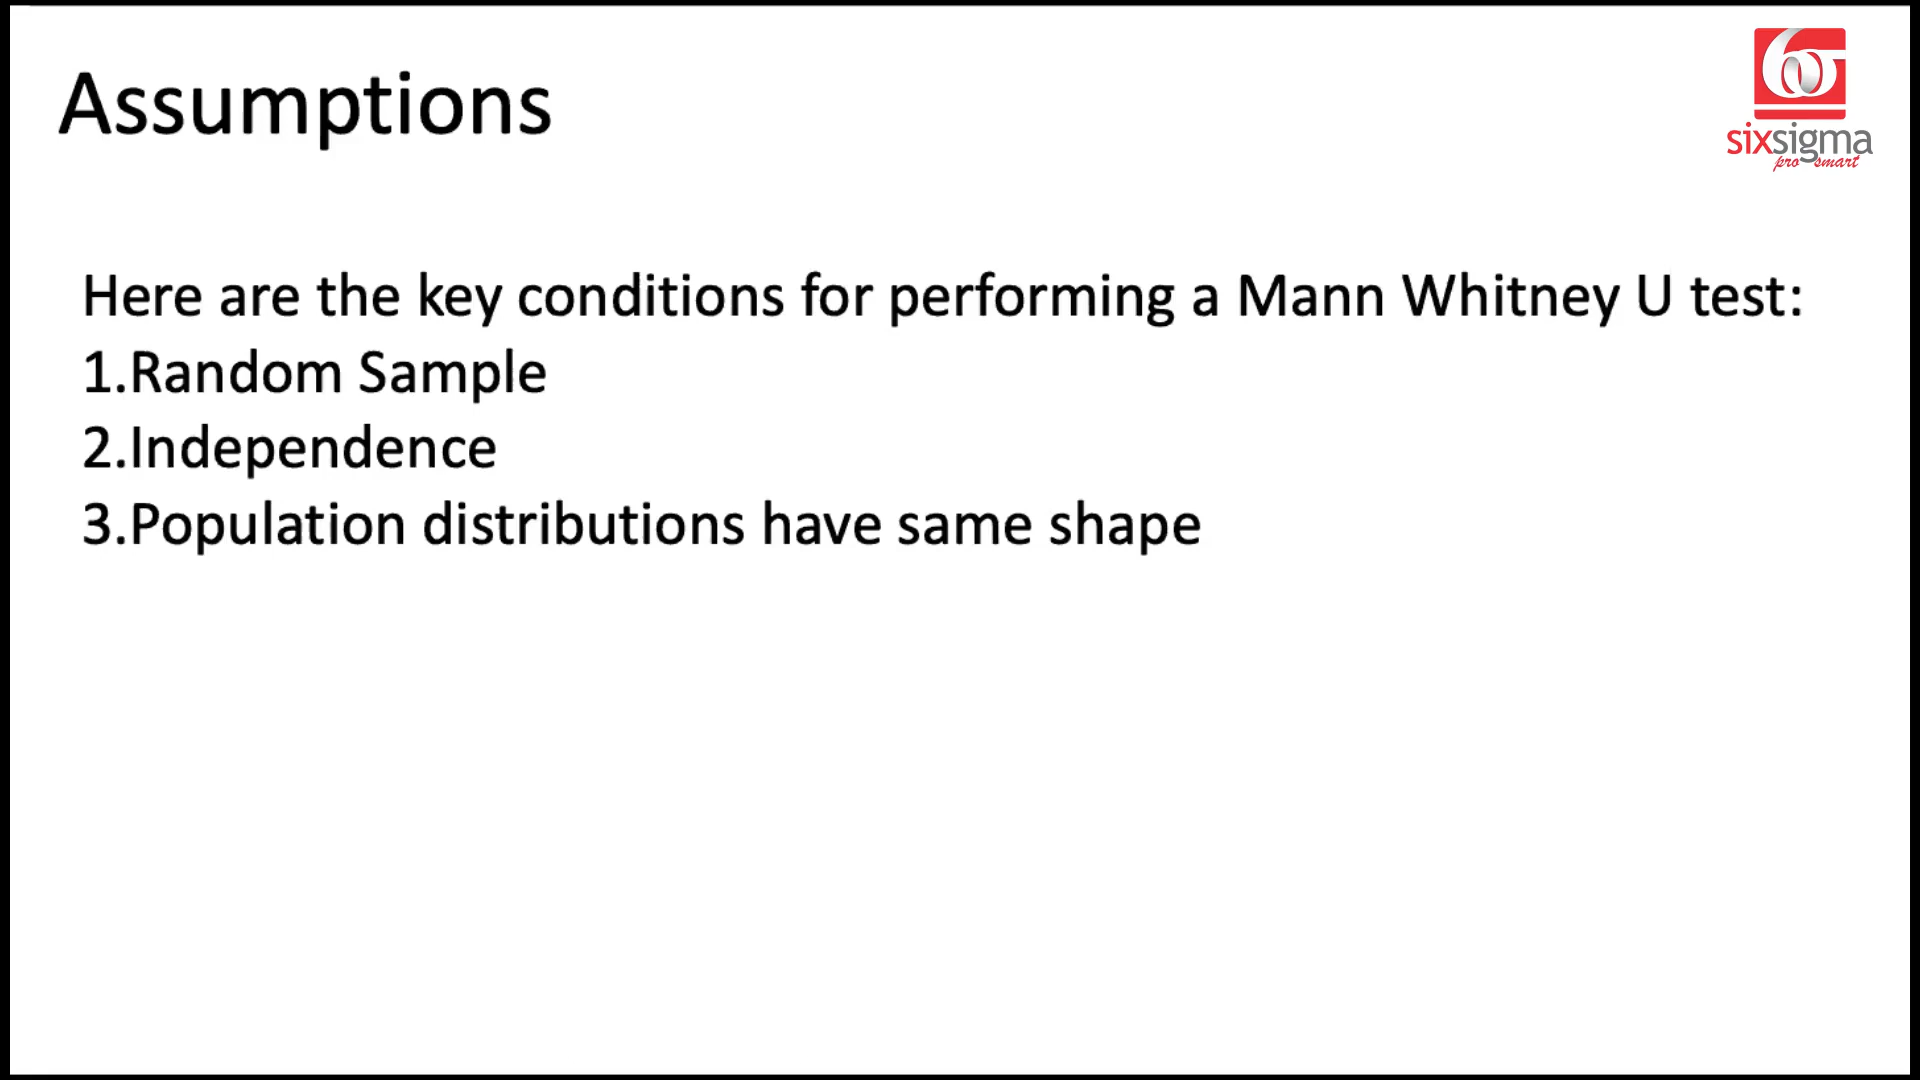 Assumptions
sixsigma
pro smart
Here are the key conditions for performing a Mann Whitney U test:
1.Random Sample
2.Independence
3.Population distributions have same shape